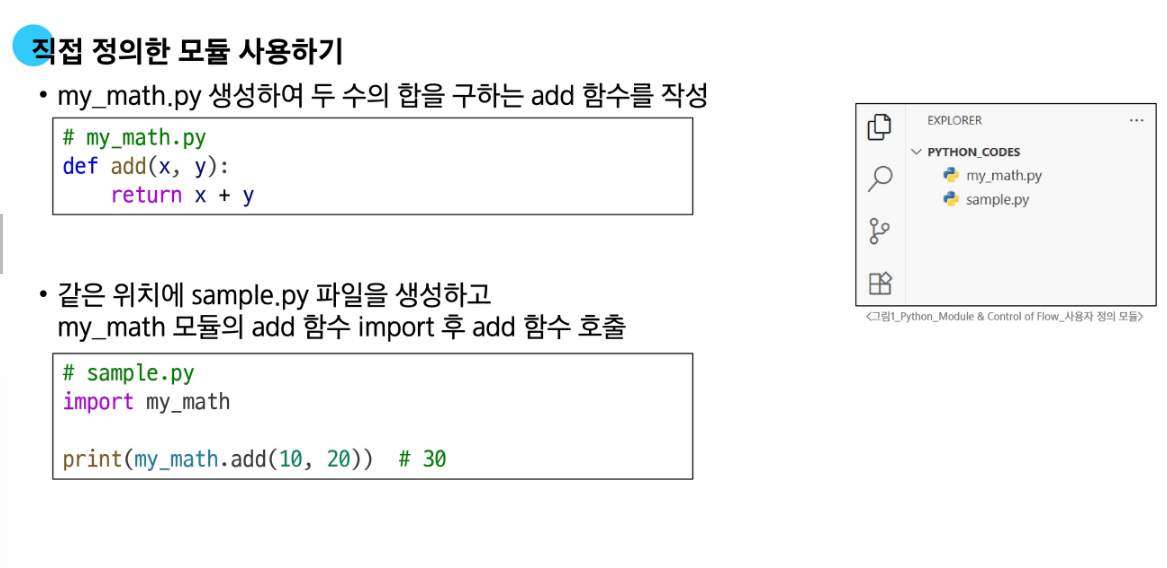 직접 정의한 모듈 사용하기
• my_math.py 생성하여 두 수의 합을 구하는 add 함수를 작성
# my_math.py
def add(x, y):
    return x + y
• 같은 위치에 sample.py 파일을 생성하고
my_math 모듈의 add 함수 import 후 add 함수 호출
# sample.py
import my_math
print(my_math.add(10, 20))  # 30
EXPLORER
PYTHON_CODES
my_math.py
sample.py
<그림1_Python_Module & Control of Flow_사용자 정의 모듈>